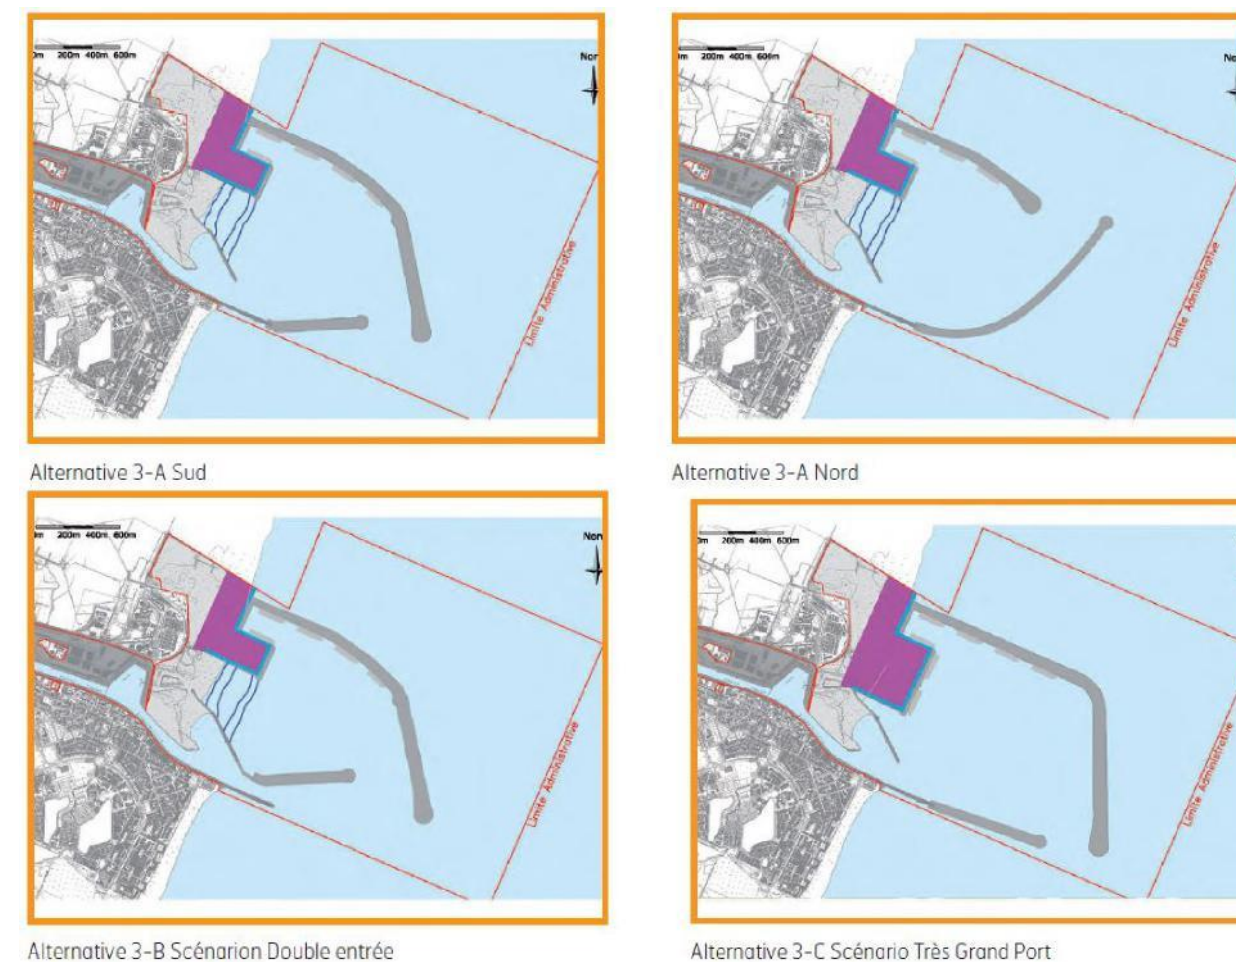 0m 200m 400m 600m
Nor
Limite Administrative
Alternative 3-A Sud
m 200m 400m 600m
No
Limite Administrative
Alternative 3-A Nord
m 200m 400m 600m
Nor
Limite Administrative
Alternative 3-B Scénarion Double entrée
0m 200m 400m 600m
Limite Administrative
Alternative 3-C Scénario Très Grand Port